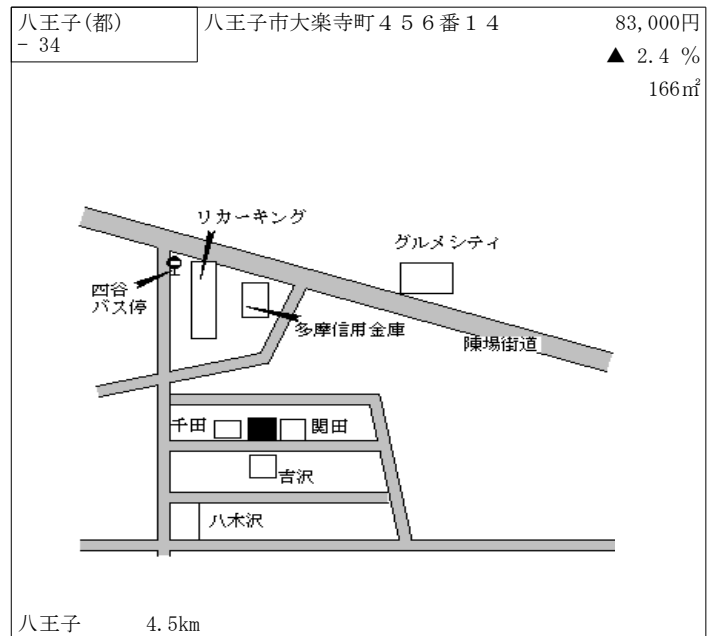 八王子(都)
- 34
八王子市大楽寺町４５６番１４
83,000円
▲ 2.4 %
166㎡
リカーキング
グルメシティ
四谷
バス停
多摩信用金庫
陣場街道
千田
関田
吉沢
八木沢
八王子 4.5km